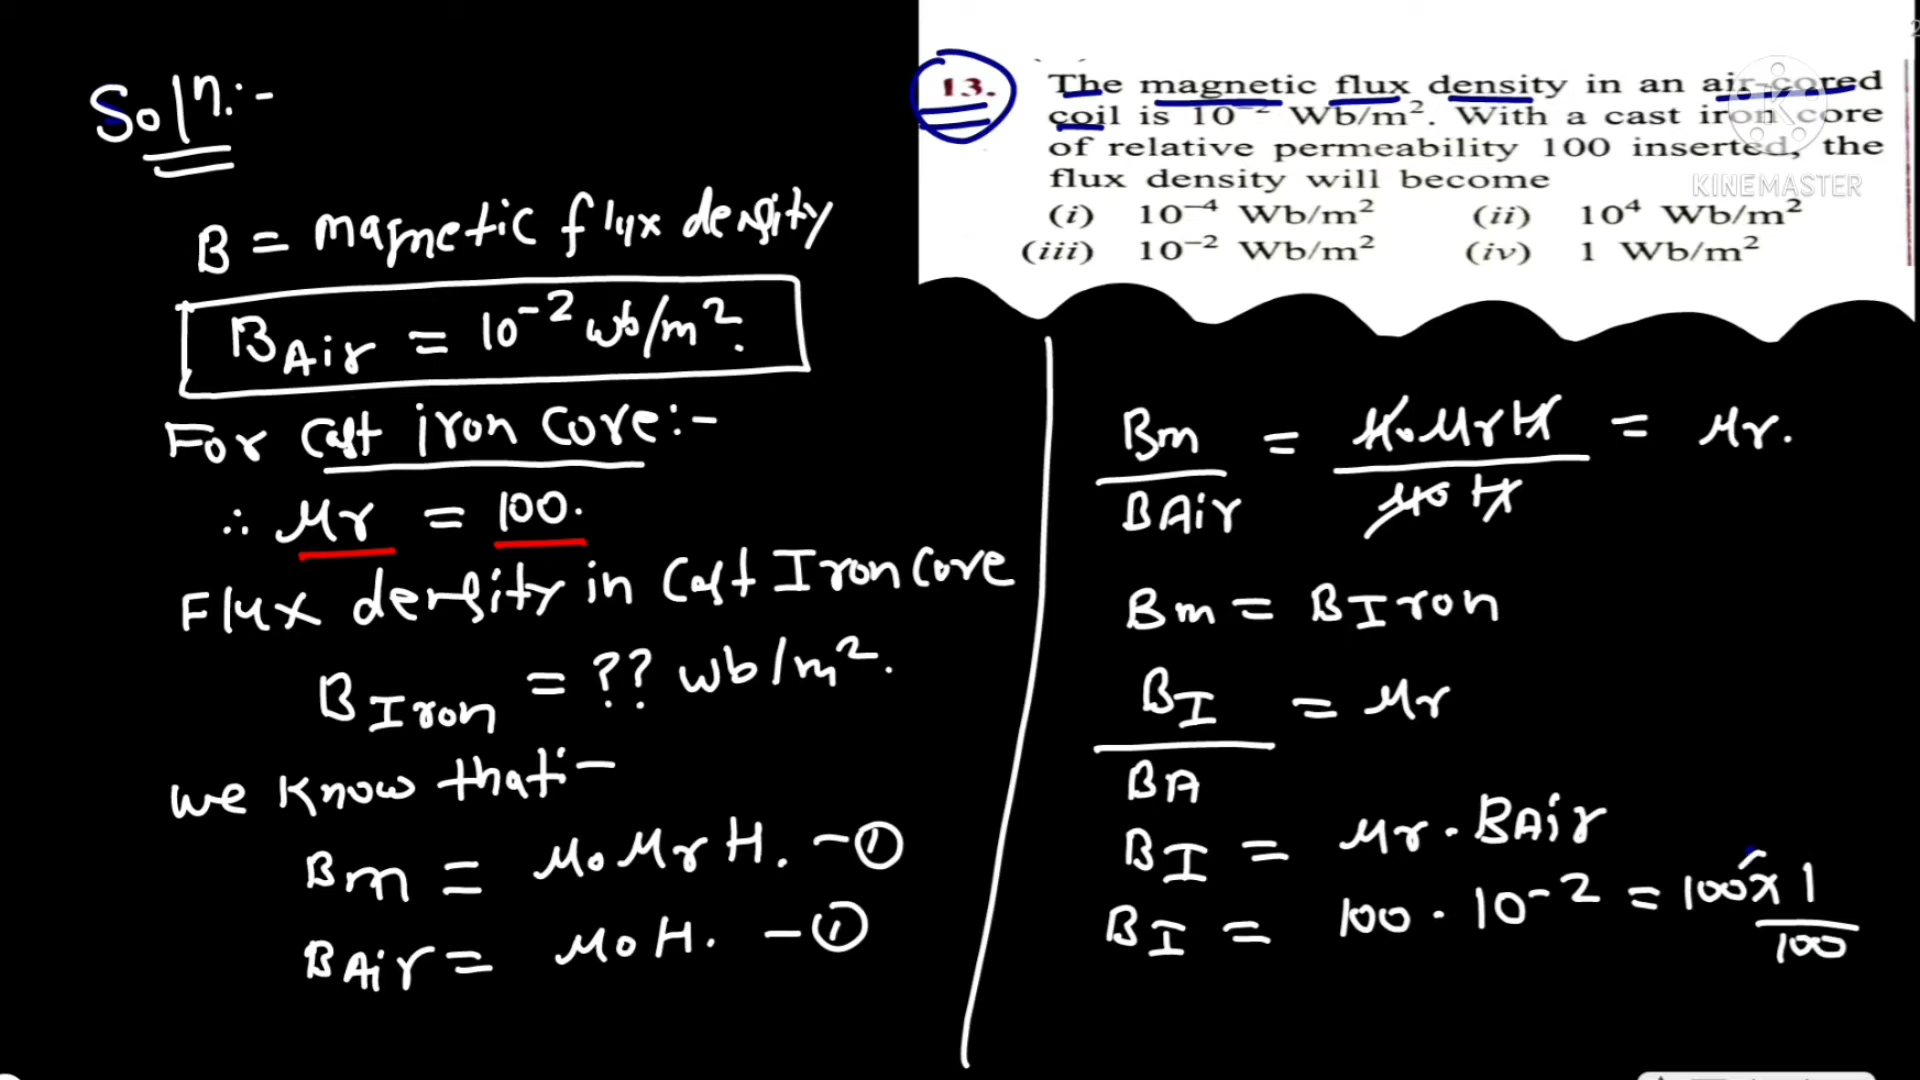 Soln:-
B = magnetic flux density
BAir = 10⁻² wb/m².
For Cast iron core:-
∴ μr = 100.
Flux density in Cast Iron Core
BIron = ?? wb/m².
we know that:-
Bm = μ₀μrH. -①
BAir = μ₀H. -①
13. The magnetic flux density in an air-cored
coil is 10⁻² Wb/m². With a cast iron core
of relative permeability 100 inserted, the
flux density will become
(i) 10⁻⁴ Wb/m² (ii) 10⁴ Wb/m²
(iii) 10⁻² Wb/m² (iv) 1 Wb/m²
KINEMASTER
Bm/BAir = μ₀μrH/μ₀H = μr.
Bm = BIron
BI/BA = μr
BI = μr . BAir
BI = 100 . 10⁻² = 100 x 1/100